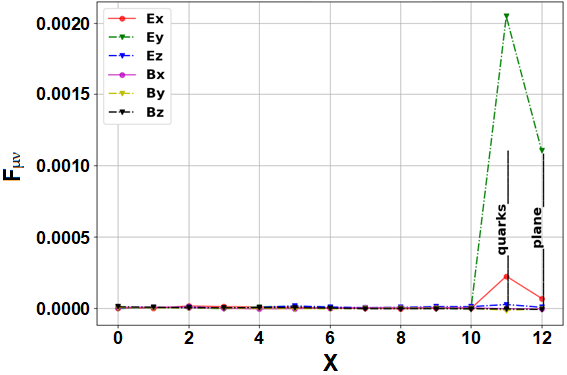 0.0020
0.0015
0.0010
0.0005
0.0000
Fμν
Ex
Ey
Ez
Bx
By
Bz
quarks
plane
0 2 4 6 8 10 12
X